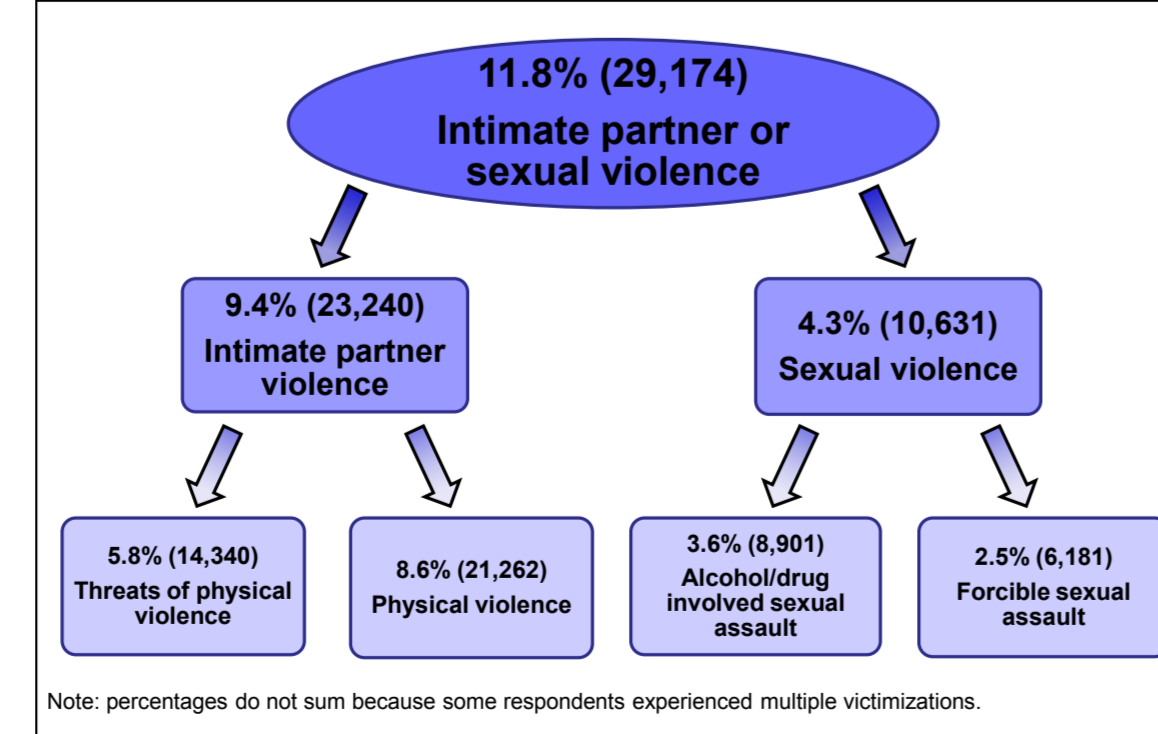 11.8% (29,174)
Intimate partner or
sexual violence
9.4% (23,240)
Intimate partner
violence
4.3% (10,631)
Sexual violence
5.8% (14,340)
Threats of physical
violence
8.6% (21,262)
Physical violence
3.6% (8,901)
Alcohol/drug
involved sexual
assault
2.5% (6,181)
Forcible sexual
assault
Note: percentages do not sum because some respondents experienced multiple victimizations.